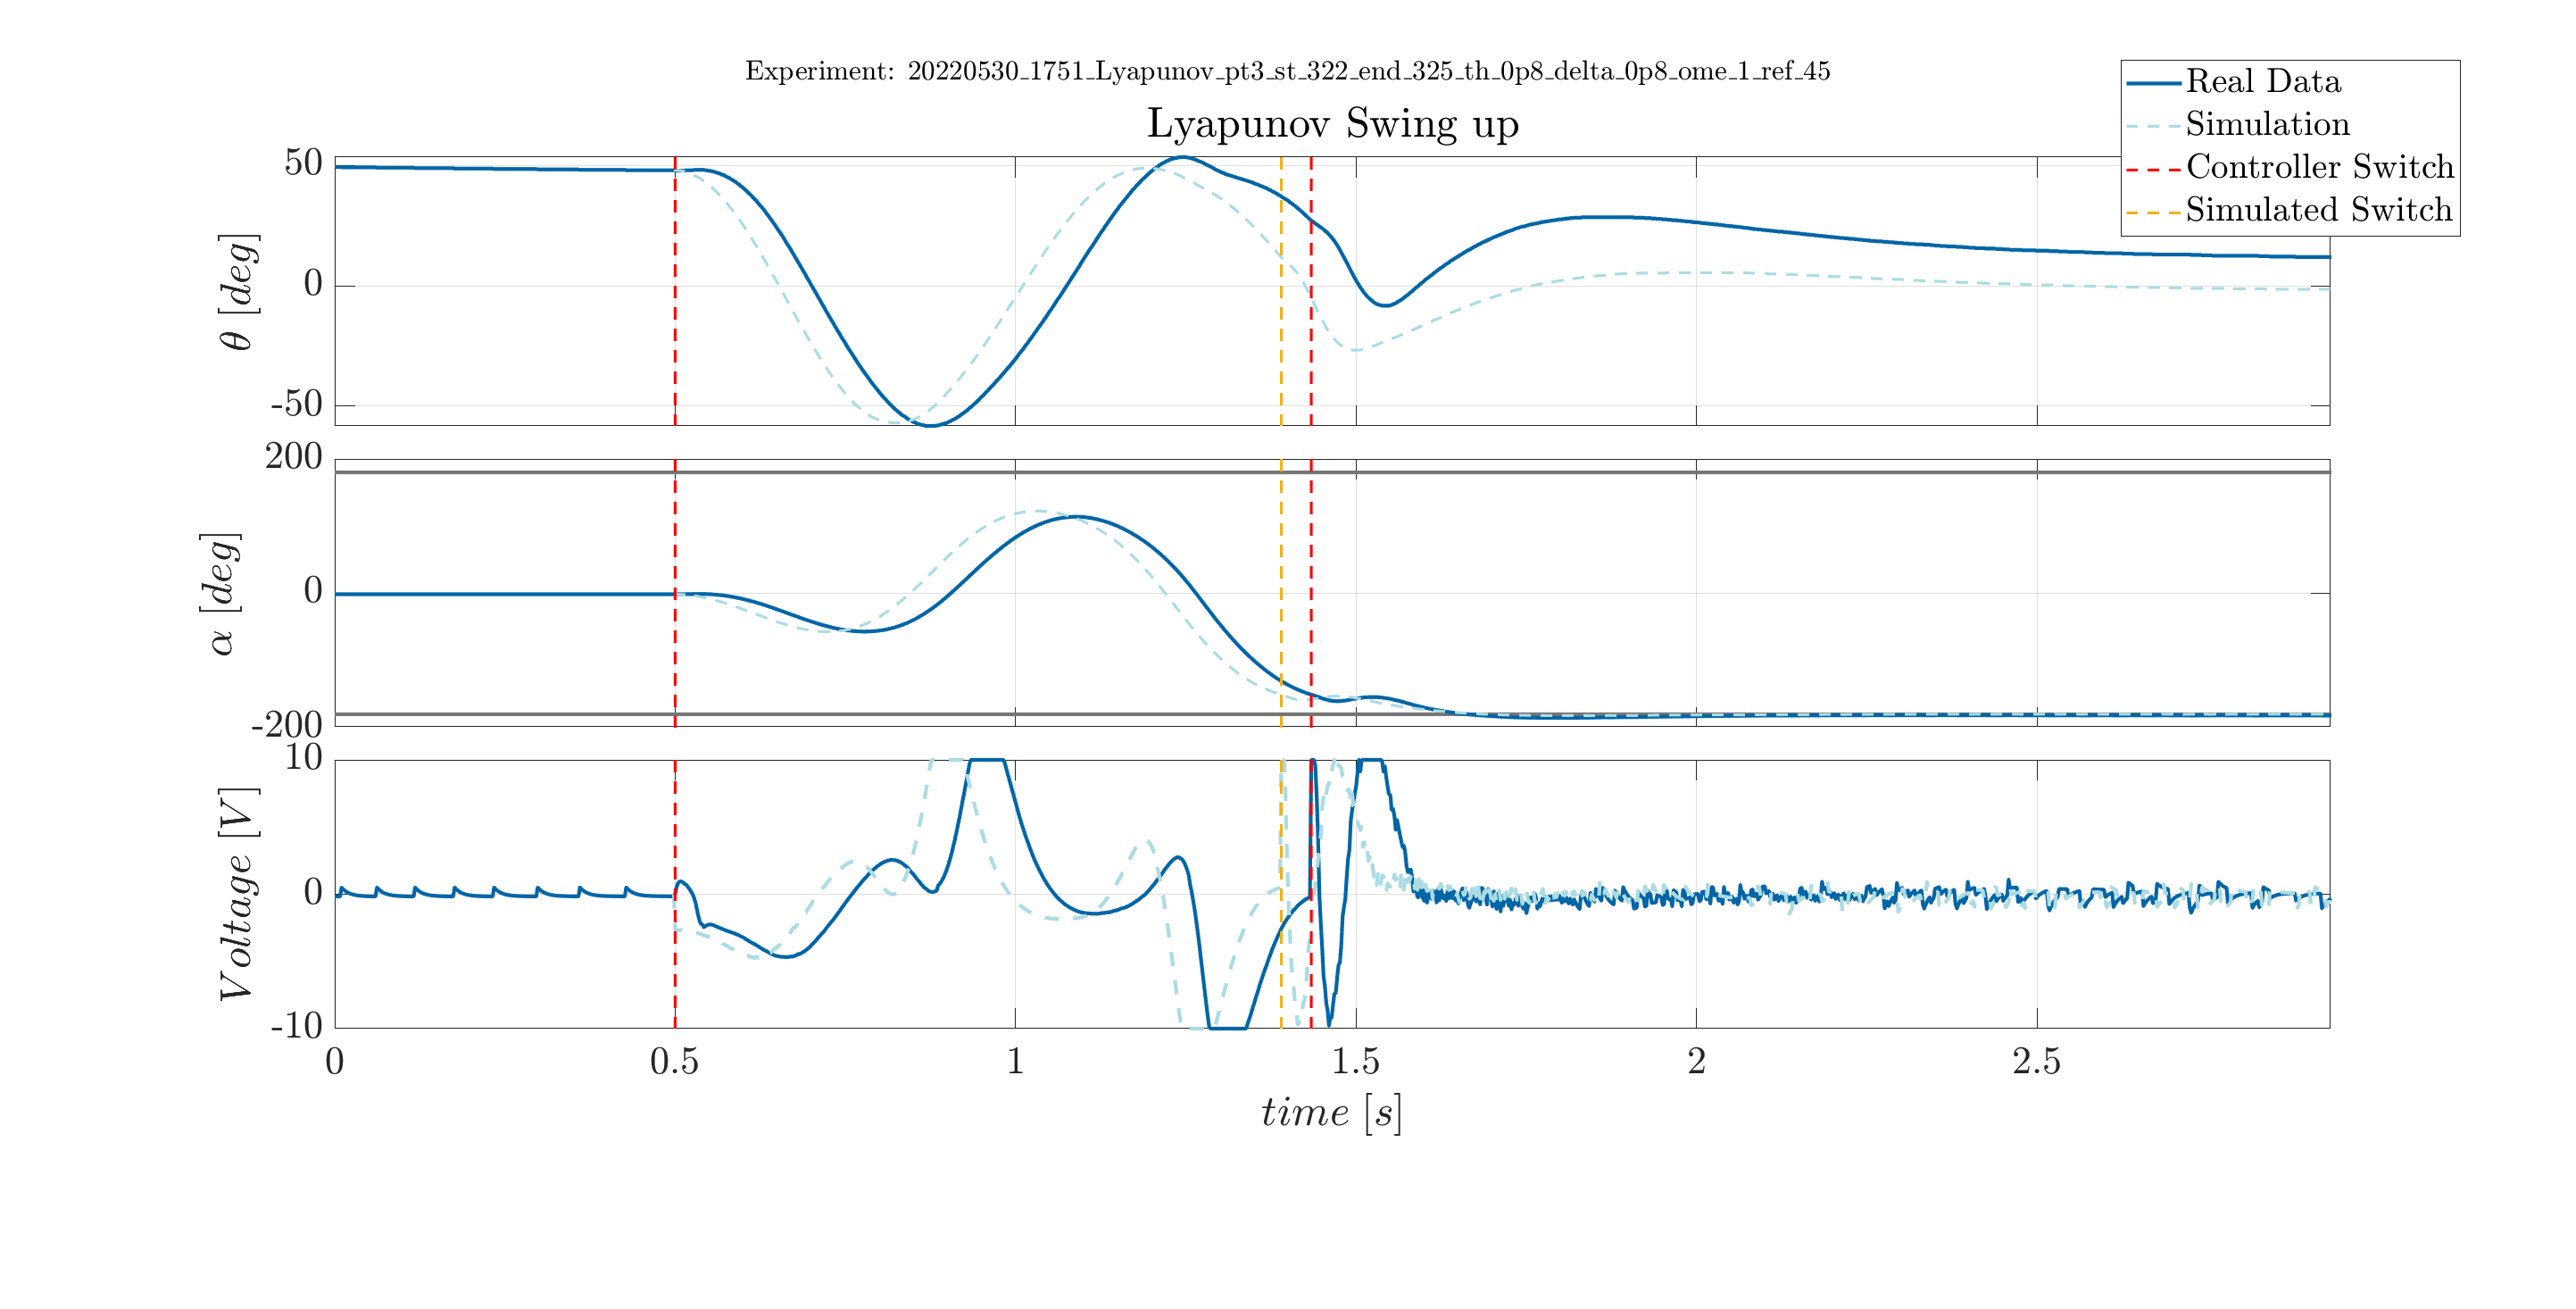 Experiment: 20220530_1751_Lyapunov_pt3_st_322_end_325_th_0p8_delta_0p8_ome_1_ref_45
Real Data
Simulation
Controller Switch
Simulated Switch
Lyapunov Swing up
50
0
-50
θ [deg]
200
0
-200
α [deg]
10
0
-10
Voltage [V]
0
0.5
1
1.5
2
2.5
time [s]